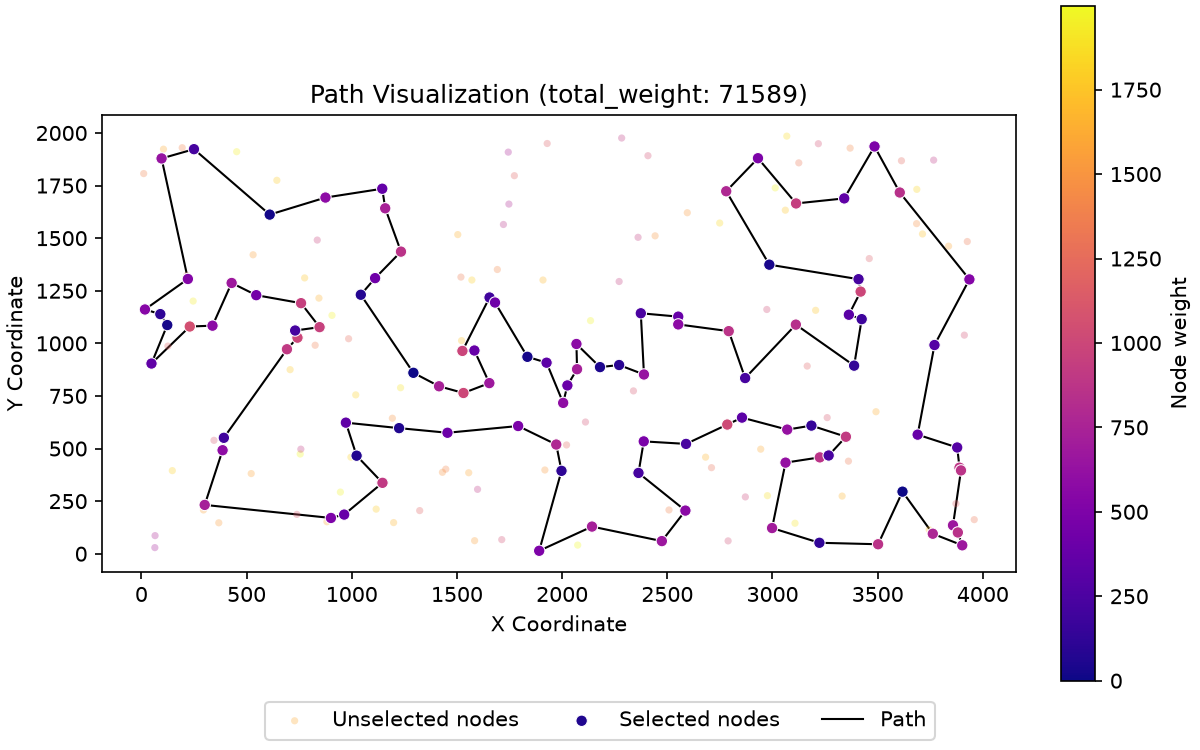 Path Visualization (total_weight: 71589)
Y Coordinate
2000
1750
1500
1250
1000
750
500
250
0
0 500 1000 1500 2000 2500 3000 3500 4000
X Coordinate
1750
1500
1250
1000
750
500
250
0
Node weight
Unselected nodes Selected nodes Path